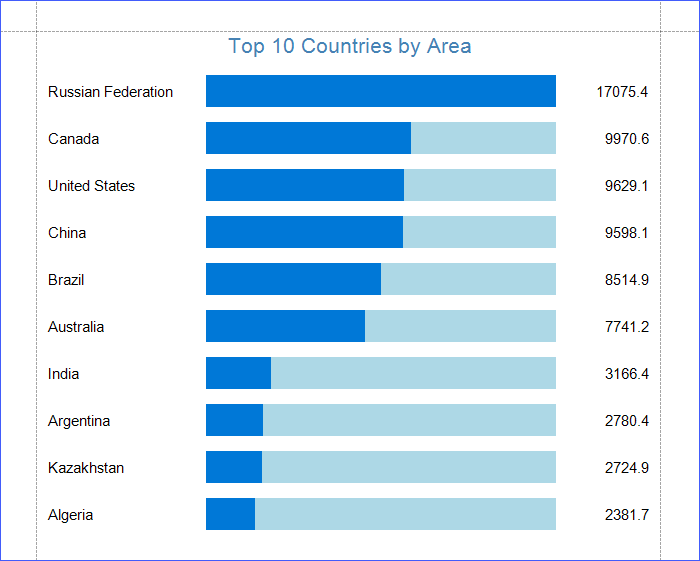 Top 10 Countries by Area
Russian Federation 17075.4
Canada 9970.6
United States 9629.1
China 9598.1
Brazil 8514.9
Australia 7741.2
India 3166.4
Argentina 2780.4
Kazakhstan 2724.9
Algeria 2381.7